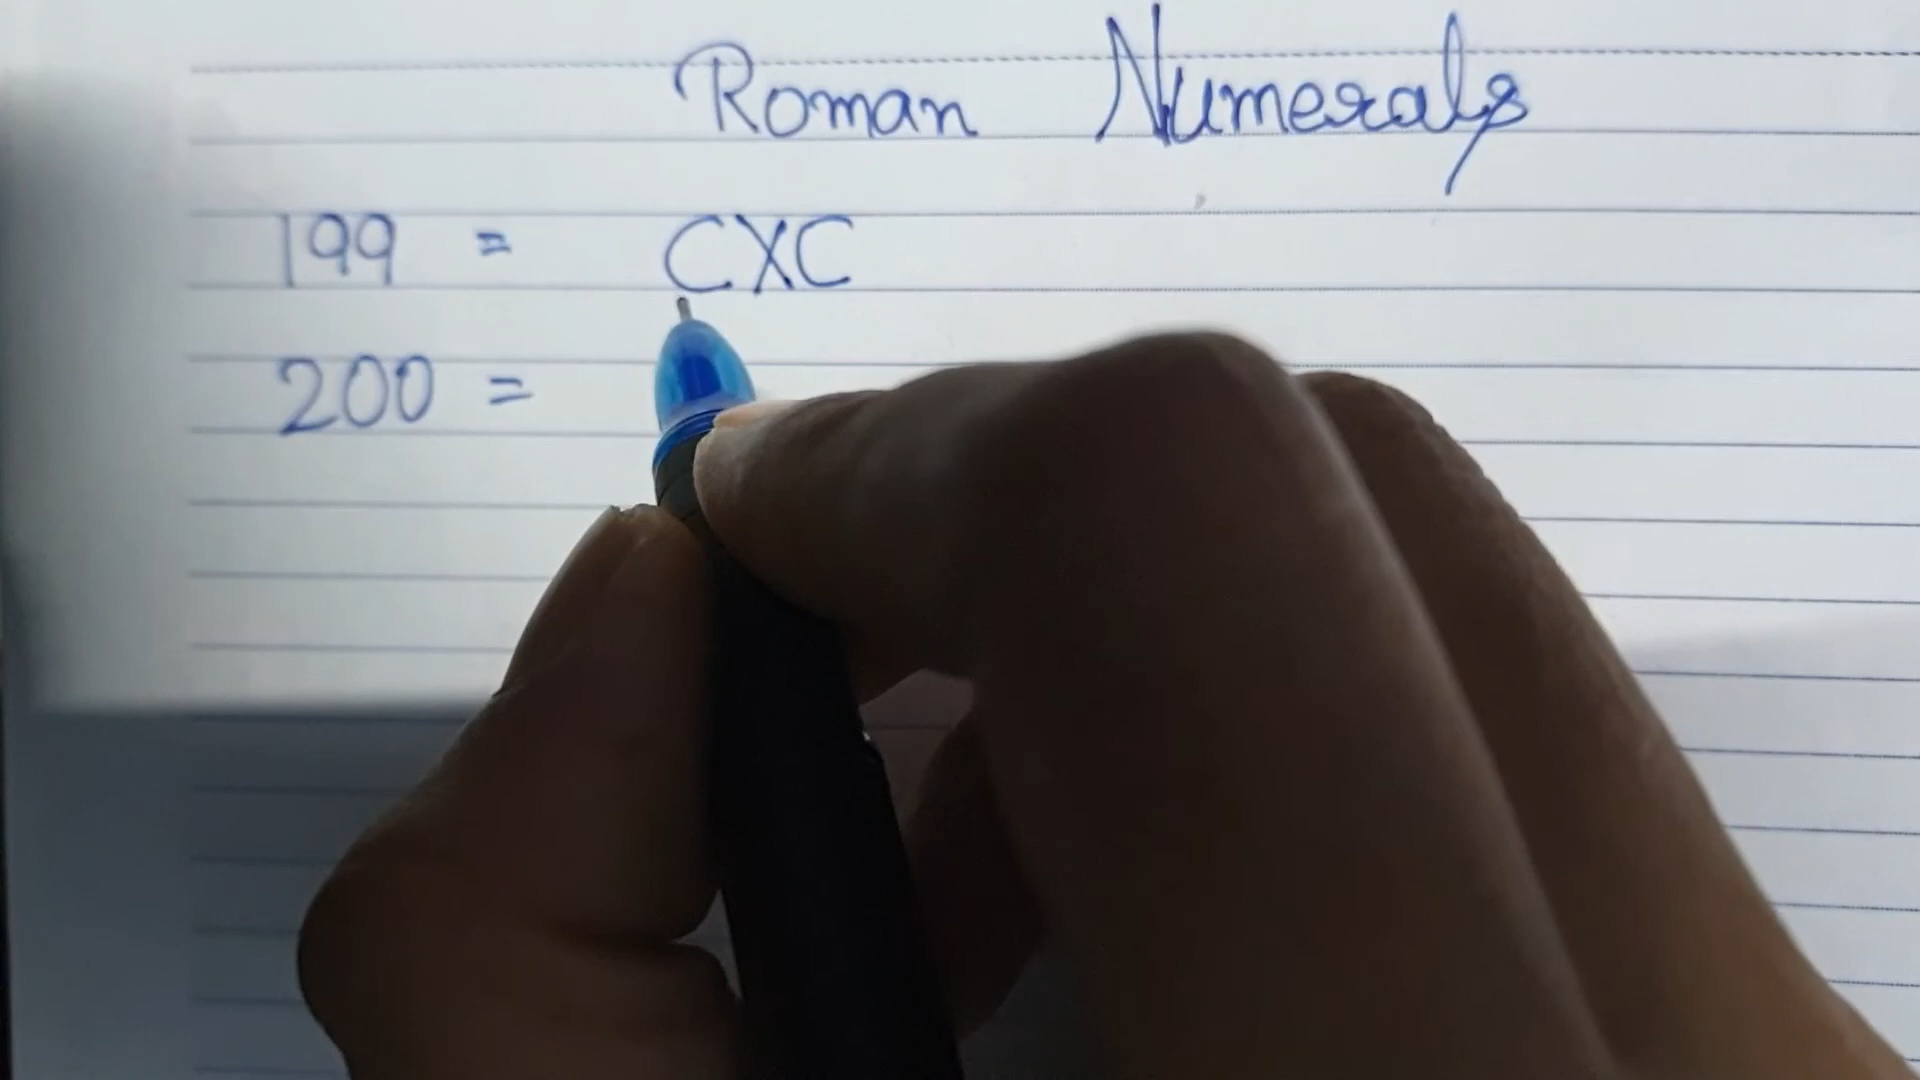 Roman Numerals
199 = CXC
200 =